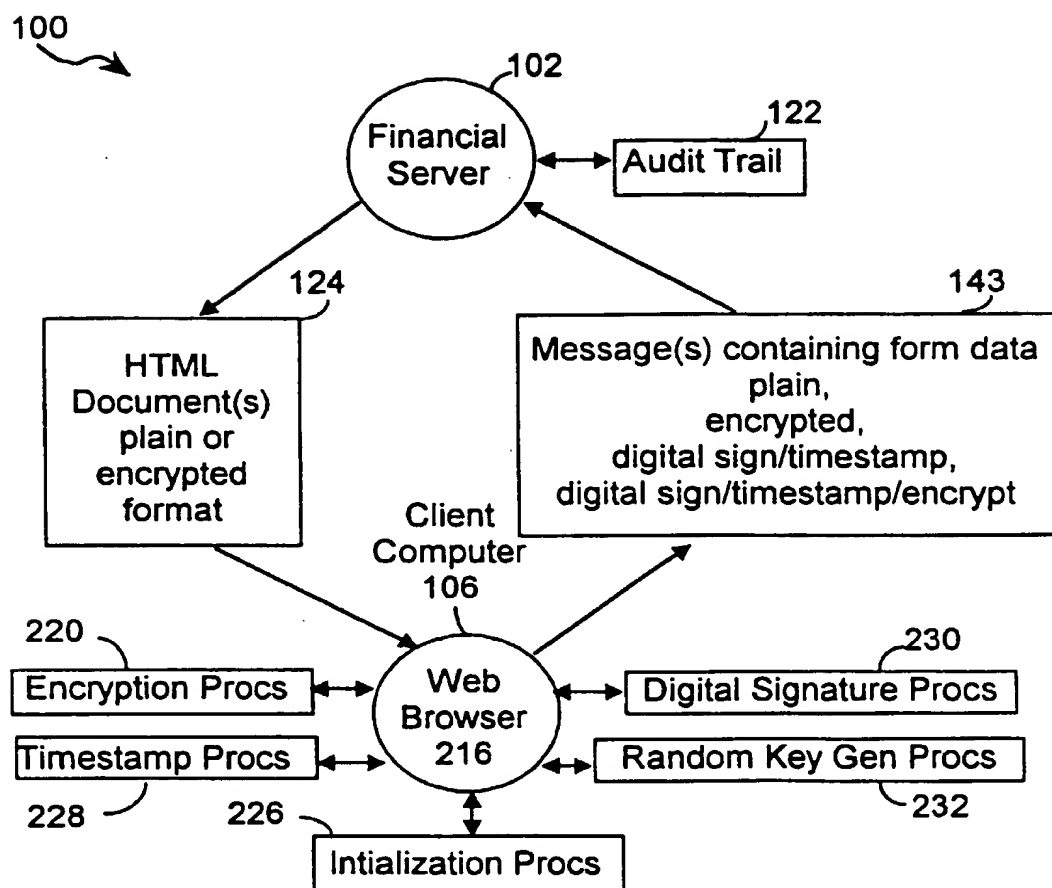 100
102
Financial
Server
122
Audit Trail
124
HTML
Document(s)
plain or
encrypted
format
143
Message(s) containing form data
plain,
encrypted,
digital sign/timestamp,
digital sign/timestamp/encrypt
Client
Computer
106
Web
Browser
216
220
Encryption Procs
Timestamp Procs
228
230
Digital Signature Procs
Random Key Gen Procs
232
226
Intialization Procs